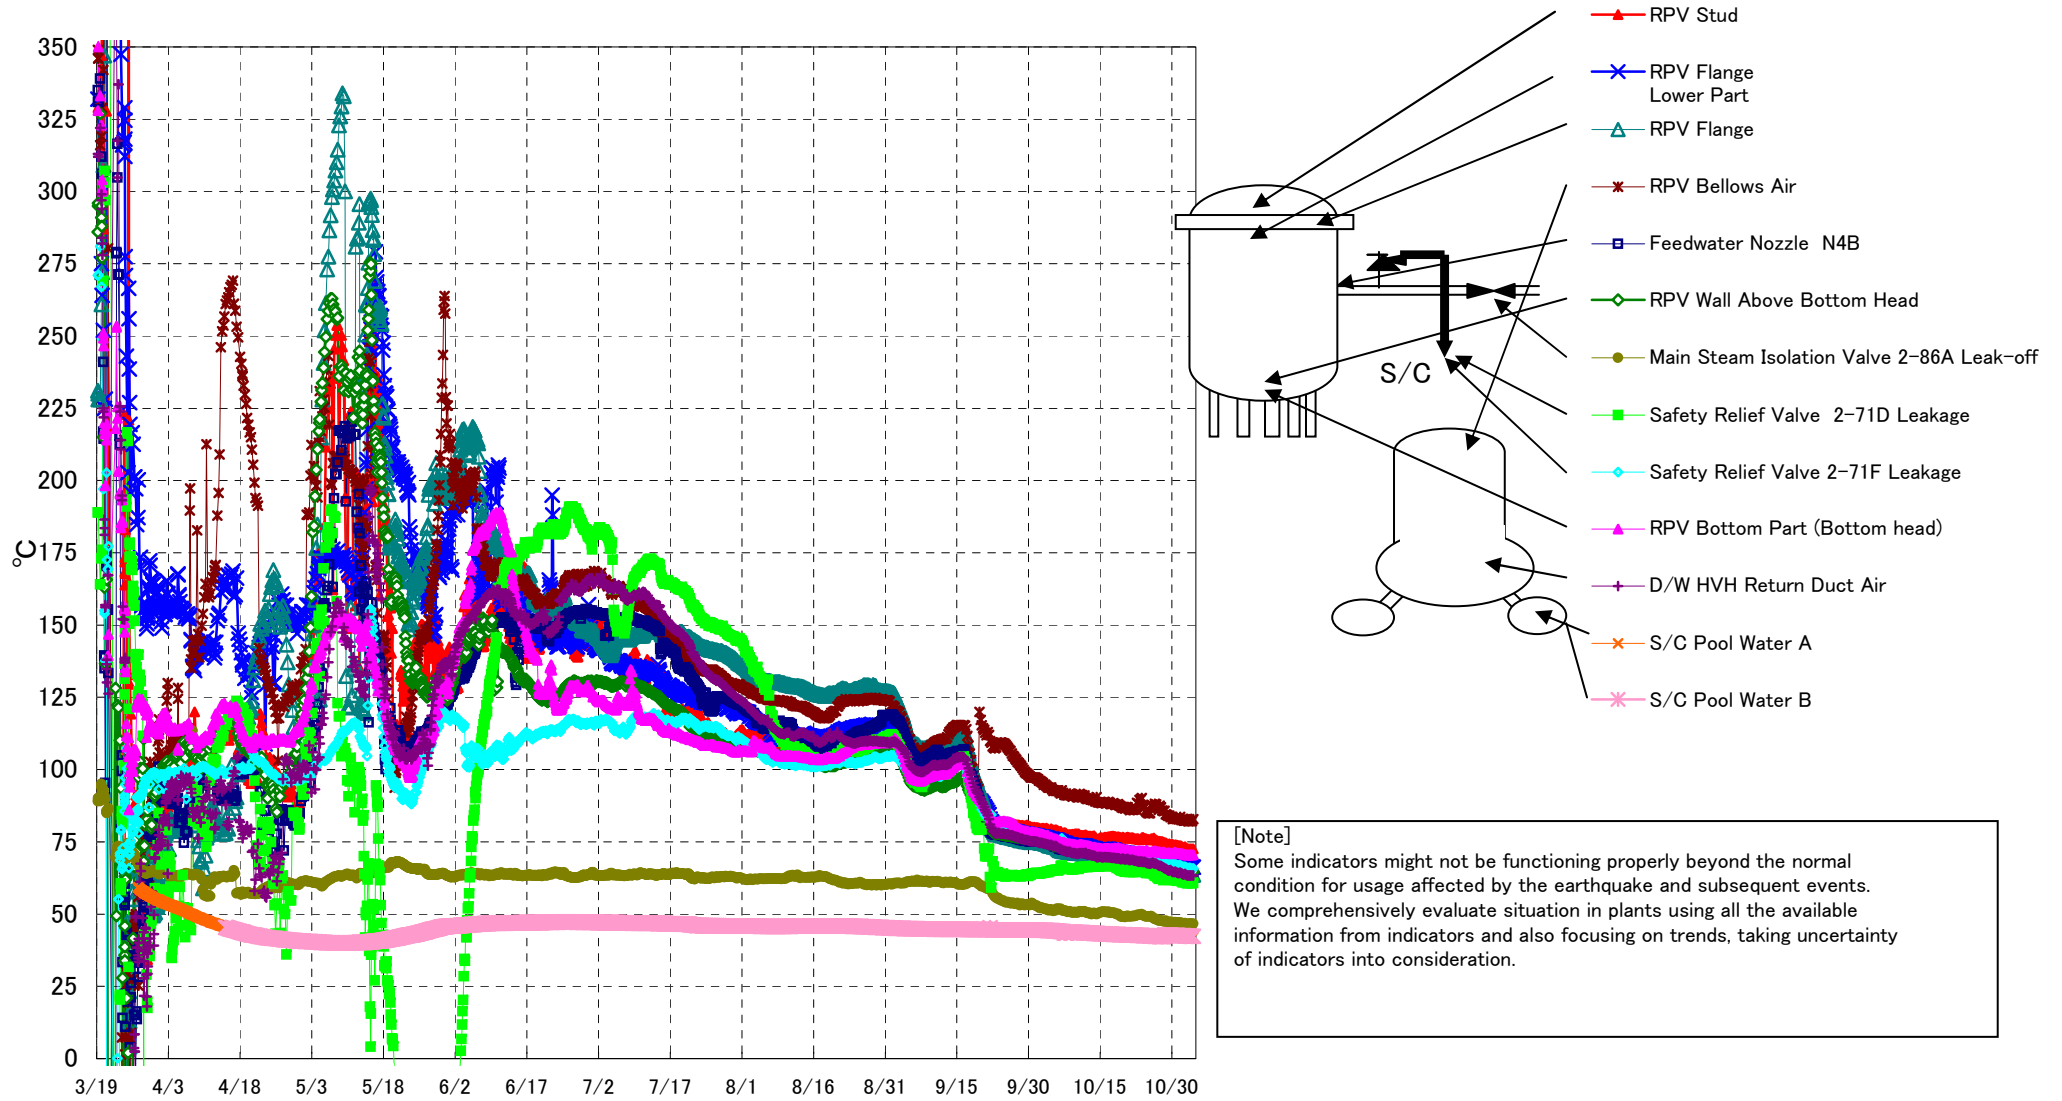 350
325
300
275
250
225
200
175
150
125
100
75
50
25
0
℃
3/19 4/3 4/18 5/3 5/18 6/2 6/17 7/2 7/17 8/1 8/16 8/31 9/15 9/30 10/15 10/30
RPV Stud
RPV Flange
Lower Part
RPV Flange
RPV Bellows Air
Feedwater Nozzle N4B
RPV Wall Above Bottom Head
Main Steam Isolation Valve 2-86A Leak-off
Safety Relief Valve 2-71D Leakage
Safety Relief Valve 2-71F Leakage
RPV Bottom Part (Bottom head)
D/W HVH Return Duct Air
S/C Pool Water A
S/C Pool Water B
S/C
[Note]
Some indicators might not be functioning properly beyond the normal
condition for usage affected by the earthquake and subsequent events.
We comprehensively evaluate situation in plants using all the available
information from indicators and also focusing on trends, taking uncertainty
of indicators into consideration.